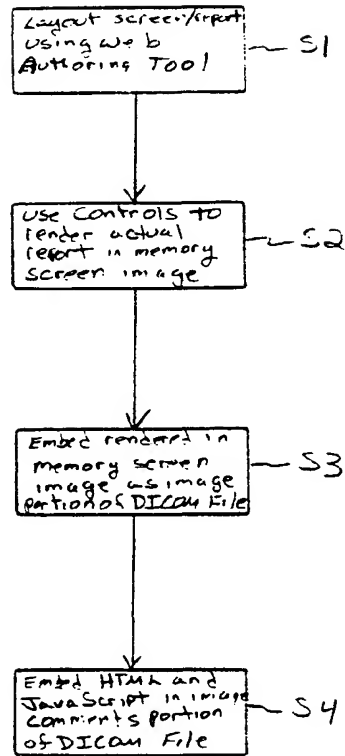 Layout screen/report
using web
Authoring Tool
S1
Use Controls to
render actual
report in memory
screen image
S2
Embed rendered in
memory screen
image as image
portion of DICOM File
S3
Embed HTML and
JavaScript in image
comments portion
of DICOM File
S4